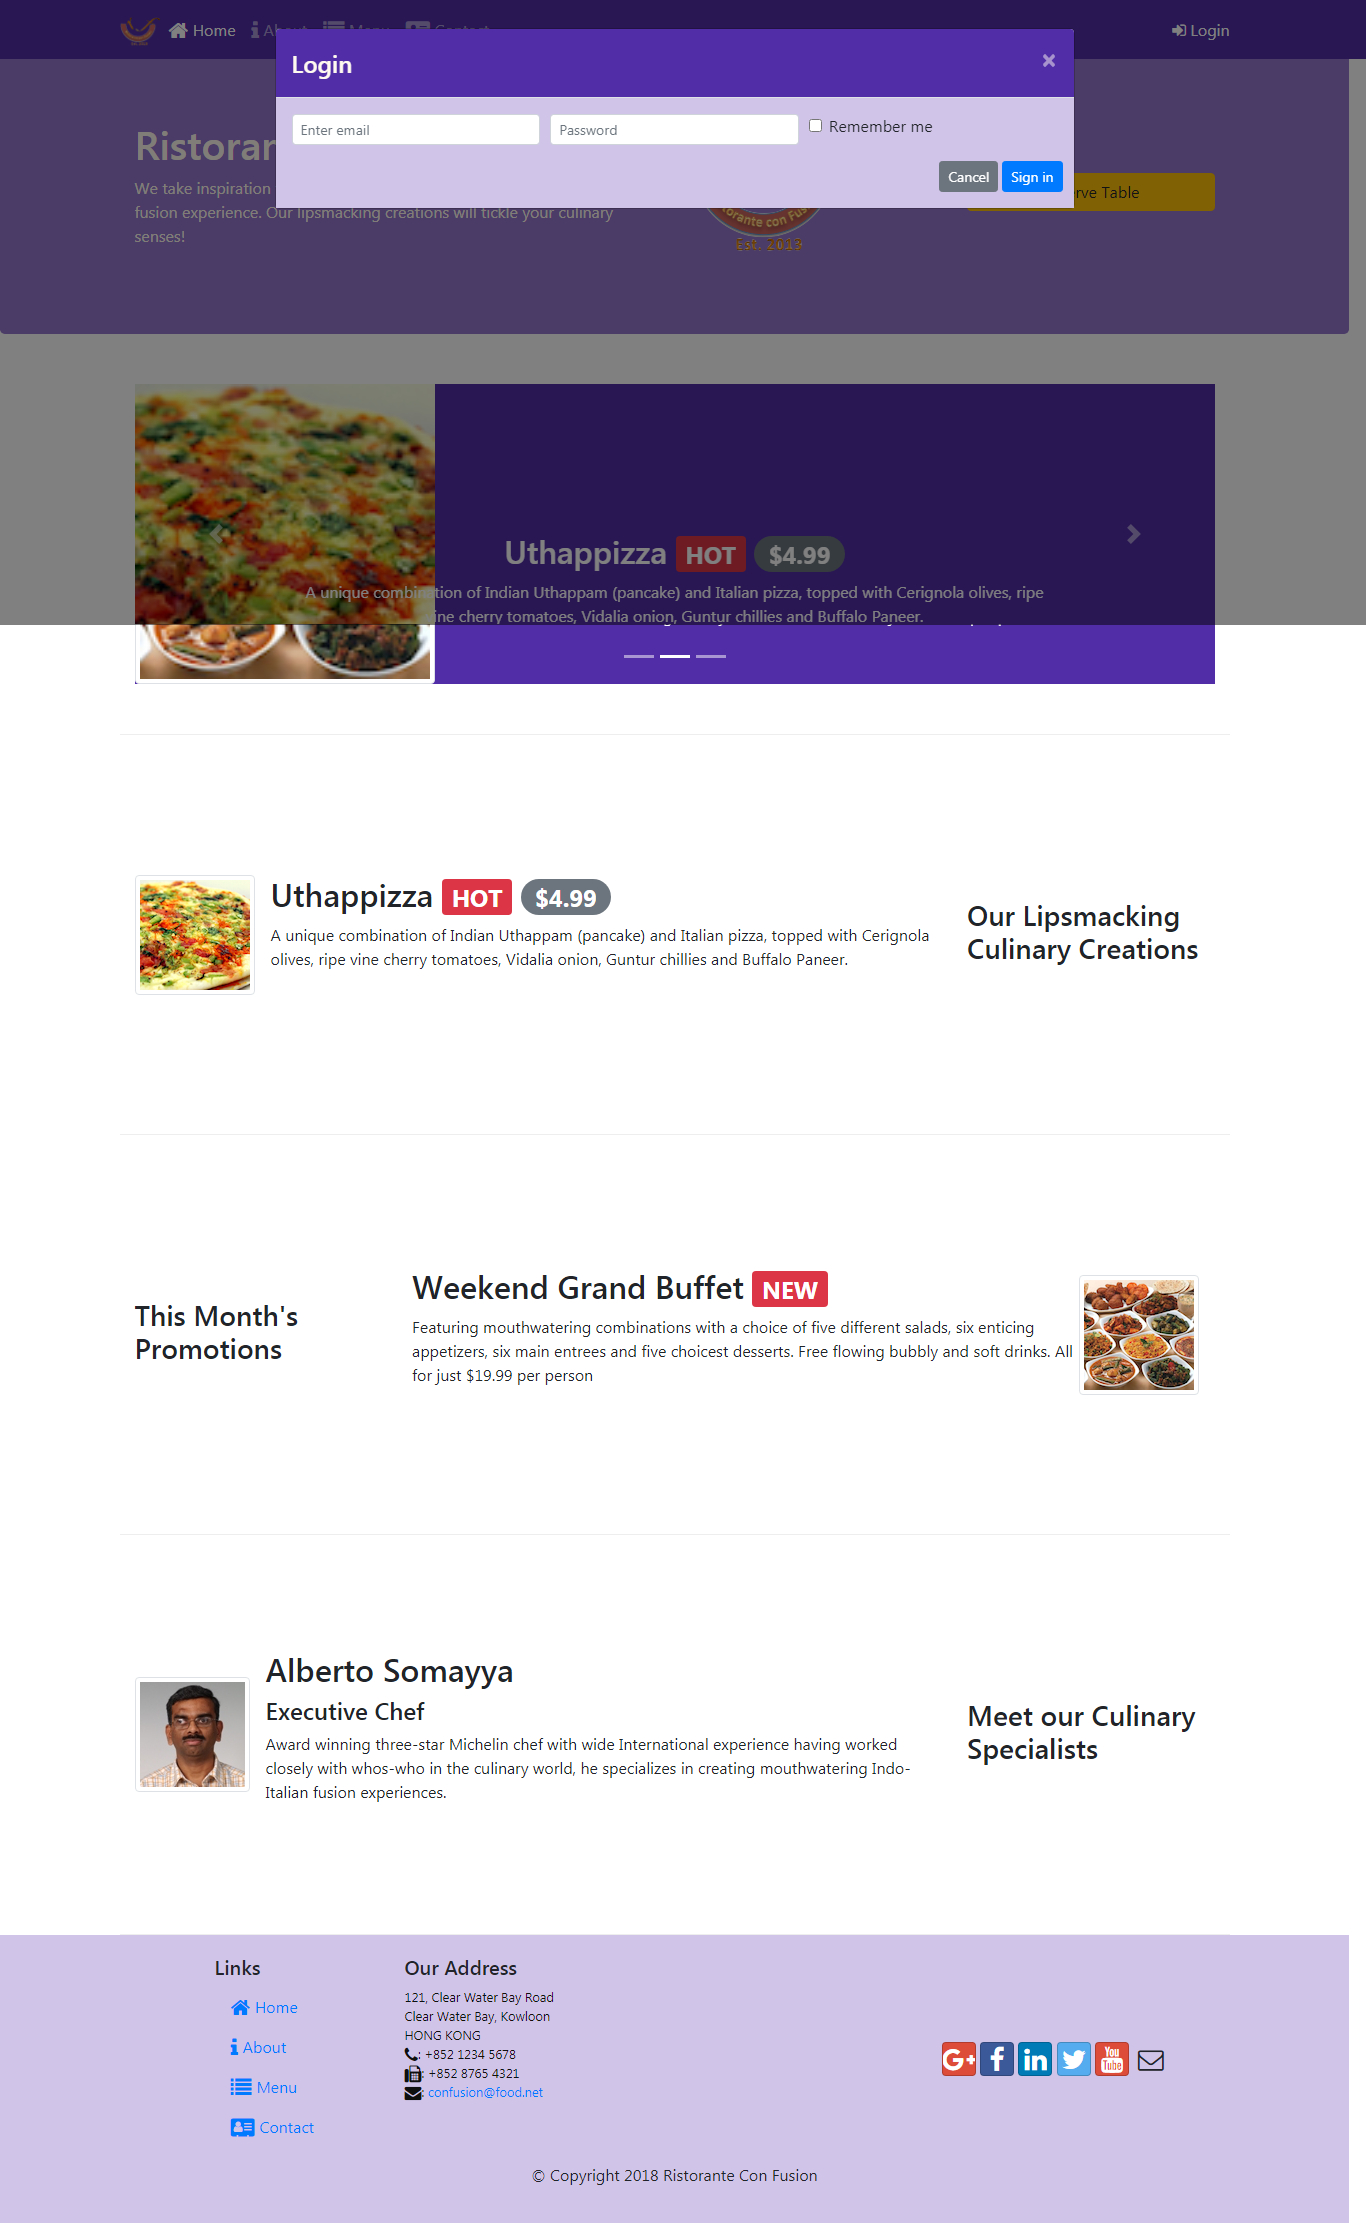 Home About Menu Contact Login
Login ×
Enter email Password Remember me
Cancel Sign in
We take inspiration
fusion experience. Our lipsmacking creations will tickle your culinary
senses!
Table
Est. 2019
Uthappizza HOT $4.99
A unique combination of Indian Uthappam (pancake) and Italian pizza, topped with Cerignola olives, ripe
vine cherry tomatoes, Vidalia onion, Guntur chillies and Buffalo Paneer.
Uthappizza HOT $4.99
A unique combination of Indian Uthappam (pancake) and Italian pizza, topped with Cerignola
olives, ripe vine cherry tomatoes, Vidalia onion, Guntur chillies and Buffalo Paneer.
Our Lipsmacking
Culinary Creations
This Month's
Promotions
Weekend Grand Buffet NEW
Featuring mouthwatering combinations with a choice of five different salads, six enticing
appetizers, six main entrees and five choicest desserts. Free flowing bubbly and soft drinks. All
for just $19.99 per person
Alberto Somayya
Executive Chef
Award winning three-star Michelin chef with wide International experience having worked
closely with whos-who in the culinary world, he specializes in creating mouthwatering Indo-
Italian fusion experiences.
Meet our Culinary
Specialists
Links
Home
About
Menu
Contact
Our Address
121, Clear Water Bay Road
Clear Water Bay, Kowloon
HONG KONG
: +852 1234 5678
: +852 8765 4321
: confusion@food.net
G+ f in You Tube
© Copyright 2018 Ristorante Con Fusion